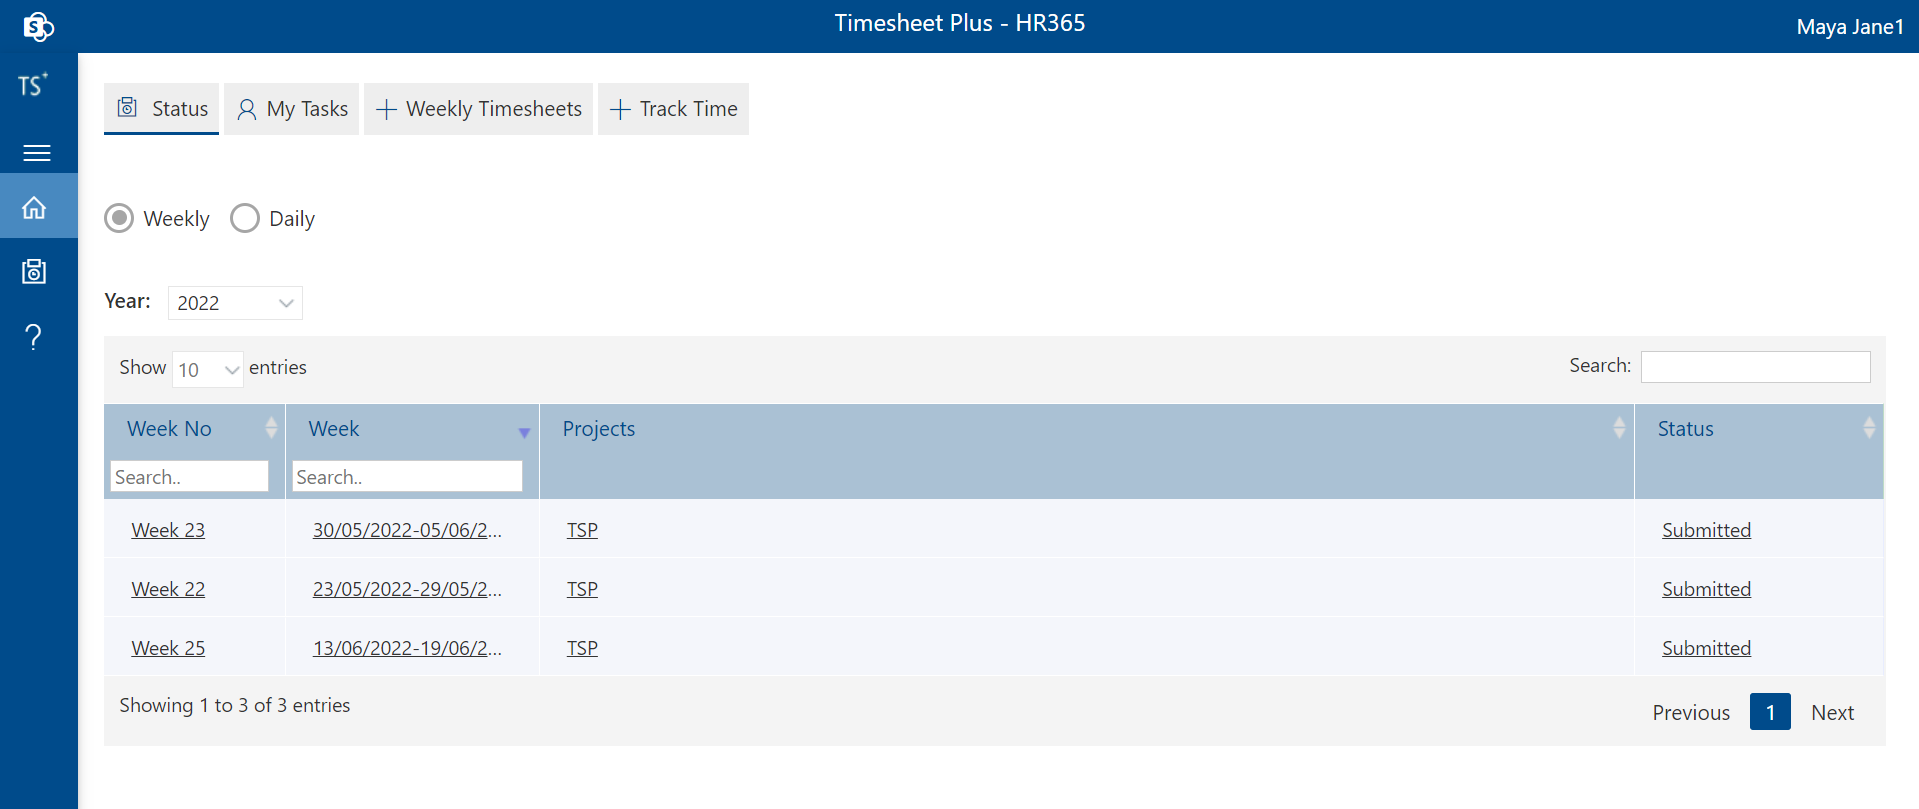 Timesheet Plus - HR365
Maya Jane1
TS+
Status My Tasks Weekly Timesheets Track Time
Weekly Daily
Year: 2022
Show 10 entries Search:
Week No Week Projects Status
Search.. Search..
Week 23 30/05/2022-05/06/2... TSP Submitted
Week 22 23/05/2022-29/05/2... TSP Submitted
Week 25 13/06/2022-19/06/2... TSP Submitted
Showing 1 to 3 of 3 entries Previous 1 Next